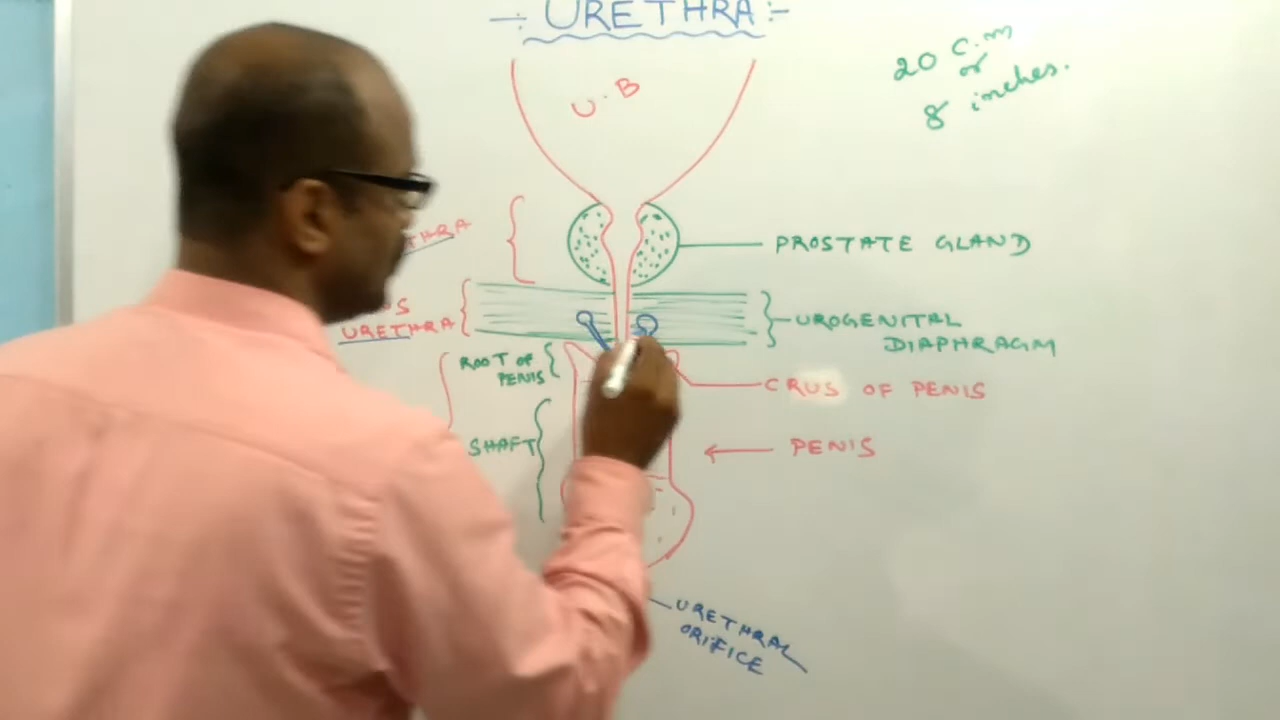 -: URETHRA :-
20 C.m
or
8 inches.
U.B
PROSTATE GLAND
URETHRA
UROGENITAL
DIAPHRAGM
ROOT OF
PENIS
CRUS OF PENIS
SHAFT
PENIS
URETHRAL
ORIFICE